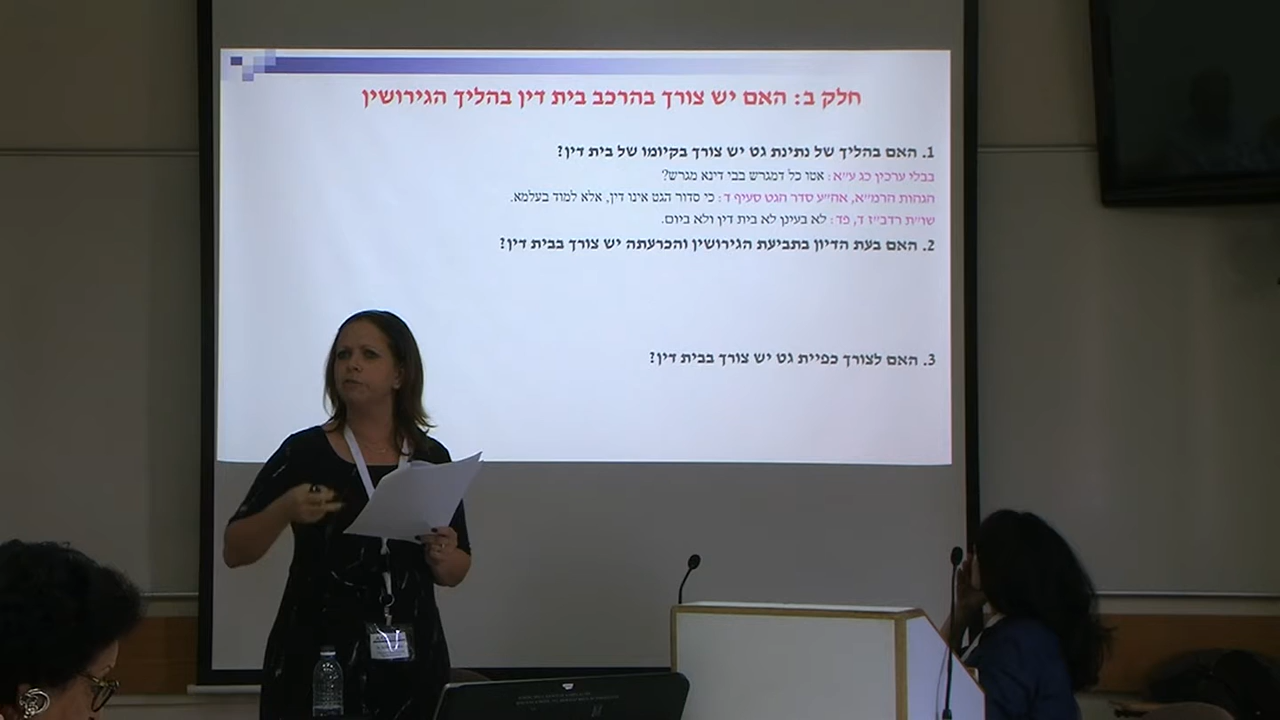 חלק ב: האם יש צורך בהרכב בית דין בהליך הגירושין
1. האם בהליך של נתינת גט יש צורך בקיומו של בית דין?
בבלי ערכין כג ע״א: אטו כל דמגרש בבי דינא מגרש?
הגהות הרמ״א, אה״ע סדר הגט סעיף ד: כי סדור הגט אינו דין, אלא למוד בעלמא.
שו״ת רדב״ז ד, פד: לא בעינן לא בית דין ולא ביום.
2. האם בעת הדיון בתביעת הגירושין והכרעתה יש צורך בבית דין?
3. האם לצורך כפיית גט יש צורך בבית דין?